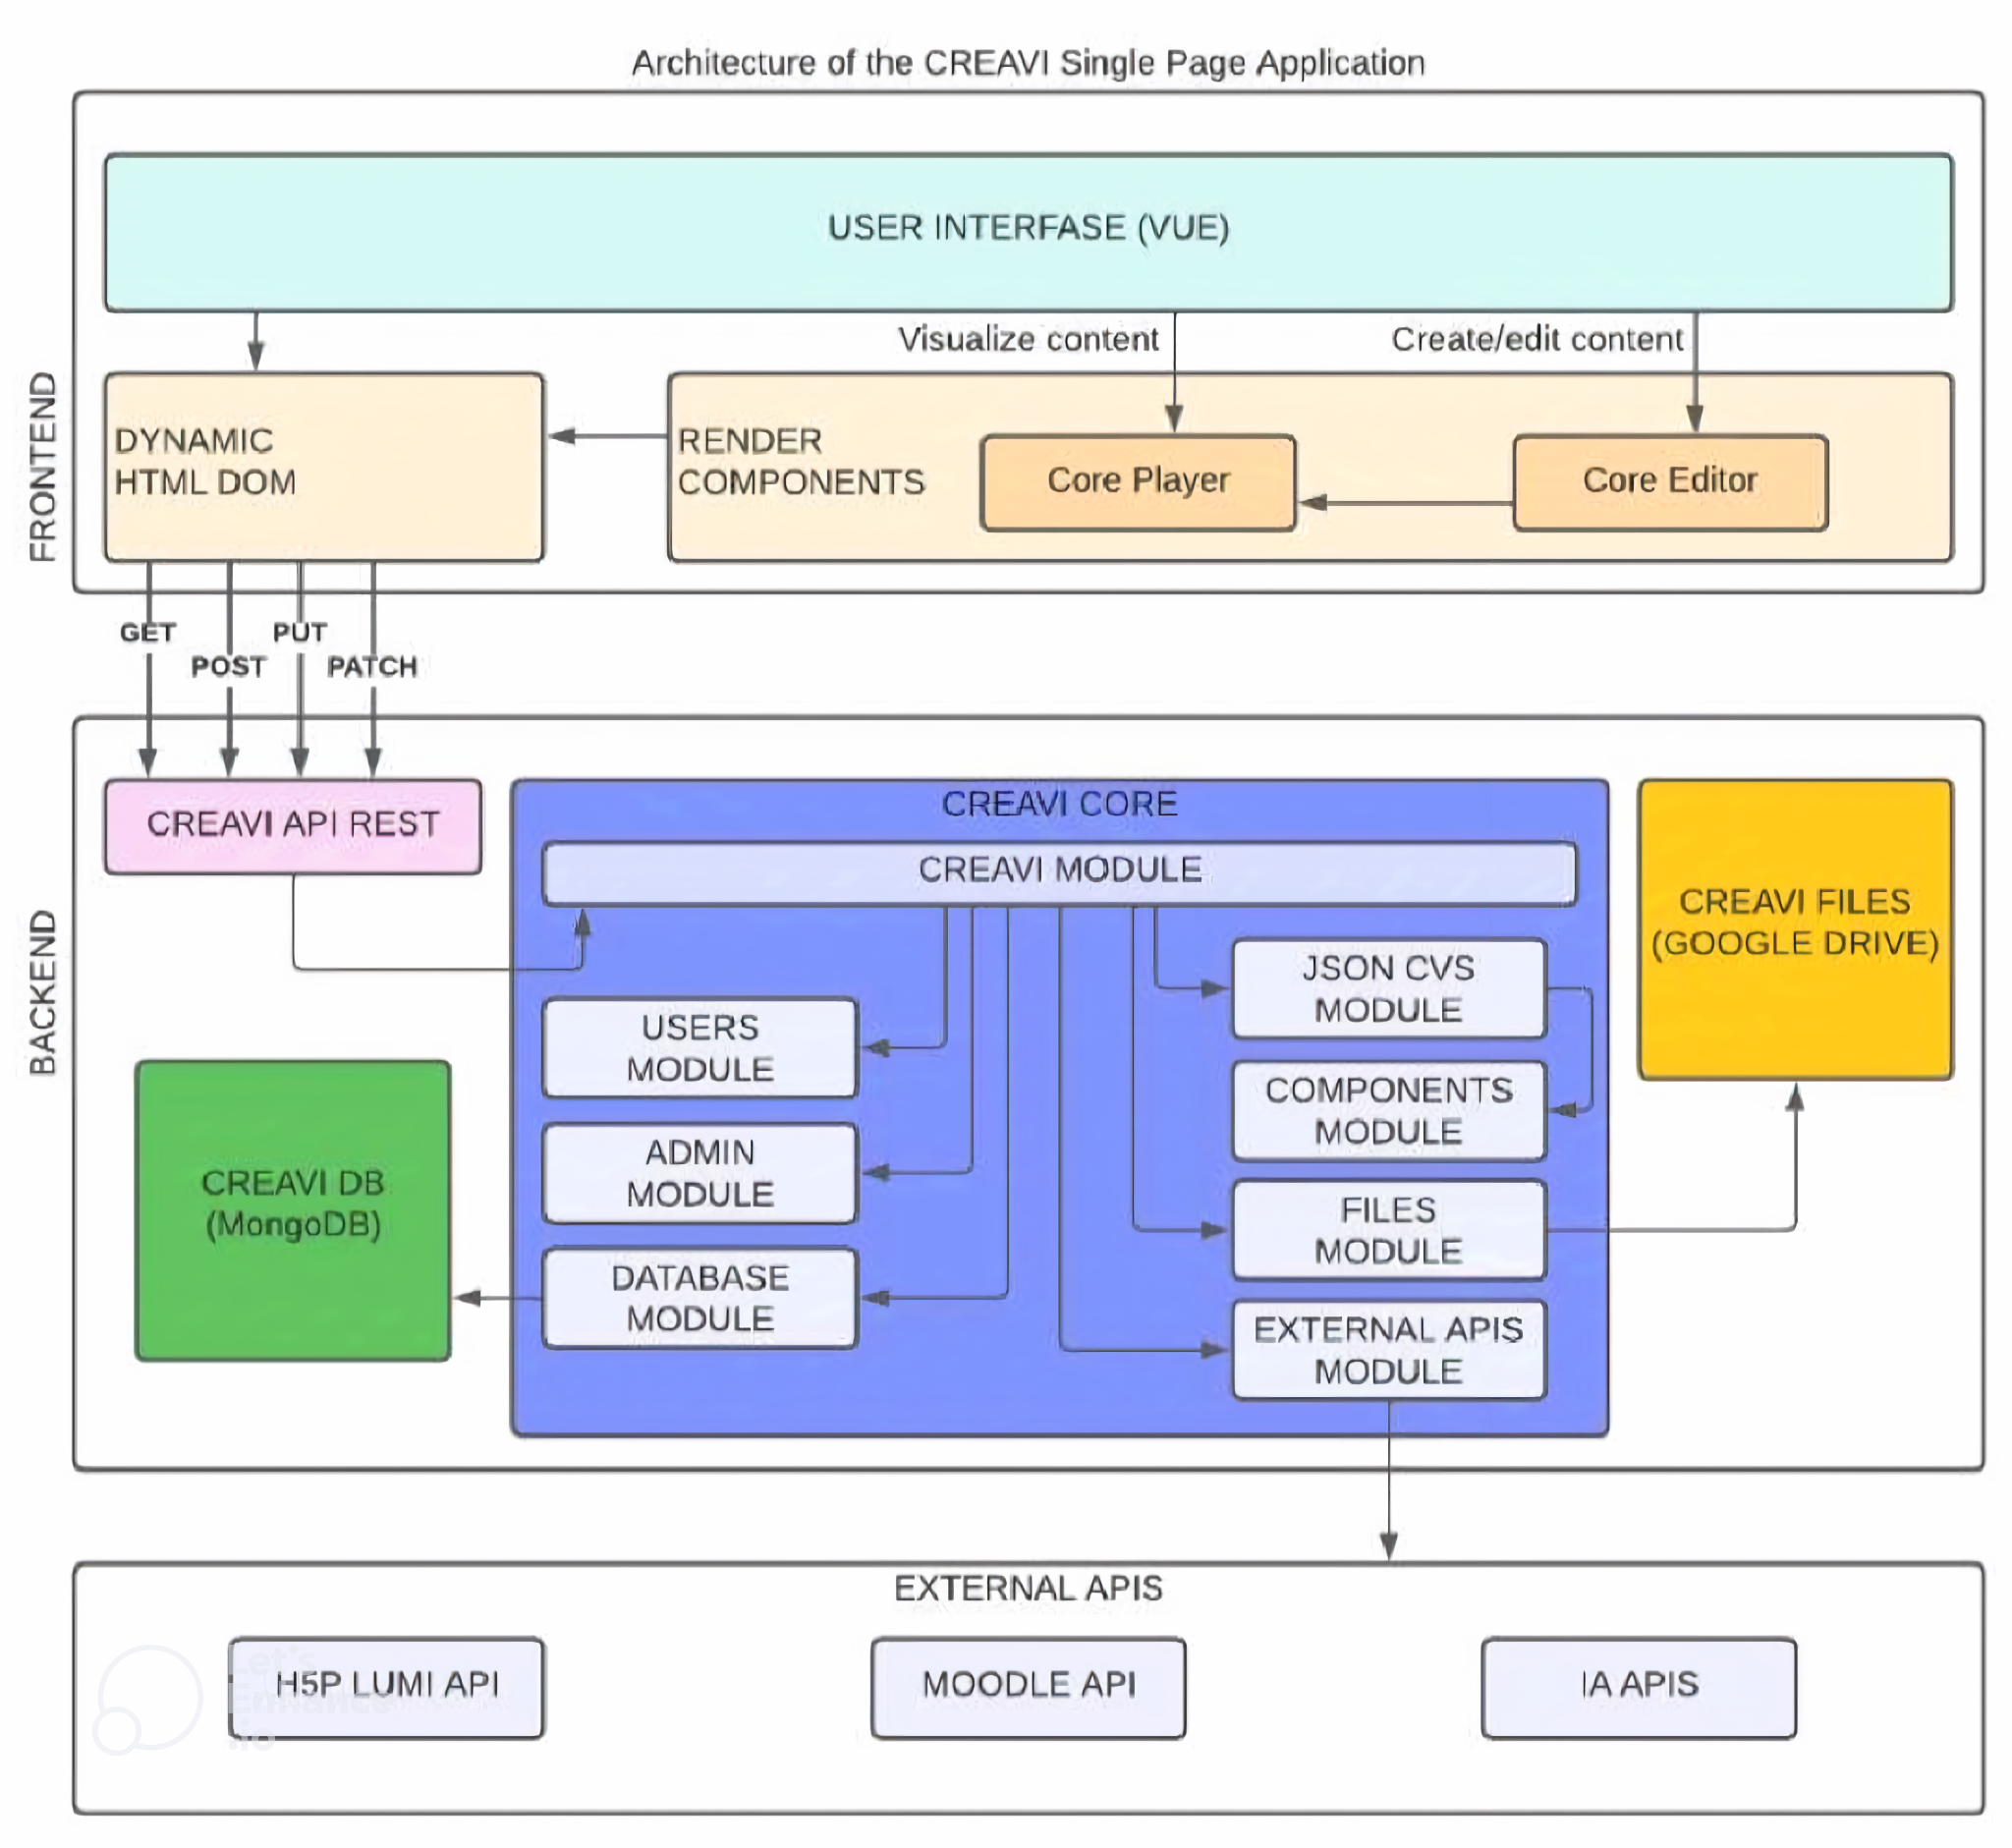 Architecture of the CREAVI Single Page Application
USER INTERFASE (VUE)
Visualize content
Create/edit content
FRONTEND
DYNAMIC
HTML DOM
RENDER
COMPONENTS
Core Player
Core Editor
GET
PUT
POST
PATCH
BACKEND
CREAVI API REST
CREAVI CORE
CREAVI MODULE
CREAVI FILES
(GOOGLE DRIVE)
JSON CVS
MODULE
USERS
MODULE
COMPONENTS
MODULE
ADMIN
MODULE
CREAVI DB
(MongoDB)
FILES
MODULE
DATABASE
MODULE
EXTERNAL APIS
MODULE
EXTERNAL APIS
H5P LUMI API
MOODLE API
IA APIS
Let's
Enhance
.io